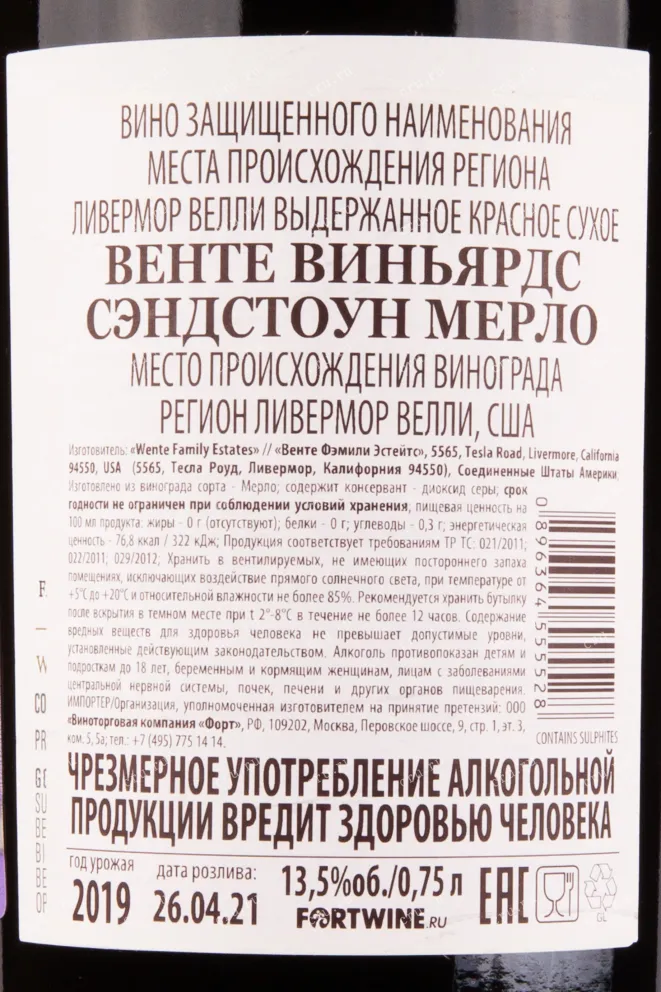 ВИНО ЗАЩИЩЕННОГО НАИМЕНОВАНИЯ
МЕСТА ПРОИСХОЖДЕНИЯ РЕГИОНА
ЛИВЕРМОР ВЕЛЛИ ВЫДЕРЖАННОЕ КРАСНОЕ СУХОЕ
ВЕНТЕ ВИНЬЯРДС
СЭНДСТОУН МЕРЛО
МЕСТО ПРОИСХОЖДЕНИЯ ВИНОГРАДА
РЕГИОН ЛИВЕРМОР ВЕЛЛИ, США
Изготовитель: «Wente Family Estates» // «Венте Фэмили Эстейтс», 5565, Tesla Road, Livermore, California
94550, USA (5565, Тесла Роуд, Ливермор, Калифорния 94550), Соединенные Штаты Америки
Изготовлено из винограда сорта - Мерло; содержит консервант - диоксид серы; срок
годности не ограничен при соблюдении условий хранения; пищевая ценность на
100 мл продукта: жиры - 0 г (отсутствуют); белки - 0 г; углеводы - 0,3 г; энергетическая
ценность - 76,8 ккал / 322 кДж; Продукция соответствует требованиям ТР ТС: 021/2011;
022/2011; 029/2012; Хранить в вентилируемых, не имеющих постороннего запаха
помещениях, исключающих воздействие прямого солнечного света, при температуре от
+5°С до +20°С и относительной влажности не более 85%. Рекомендуется хранить бутылку
после вскрытия в темном месте при t 2°-8°С в течение не более 12 часов. Содержание
вредных веществ для здоровья человека не превышает допустимые уровни,
установленные действующим законодательством. Алкоголь противопоказан детям и
подросткам до 18 лет, беременным и кормящим женщинам, лицам с заболеваниями
центральной нервной системы, почек, печени и других органов пищеварения.
ИМПОРТЕР/Организация, уполномоченная изготовителем на принятие претензий: ООО
«Виноторговая компания «Форт», РФ, 109202, Москва, Перовское шоссе, 9, стр. 1, эт. 3,
ком. 5, 5а; тел.: +7 (495) 775 14 14.
0 89636 45552 8
CONTAINS SULPHITES
ЧРЕЗМЕРНОЕ УПОТРЕБЛЕНИЕ АЛКОГОЛЬНОЙ
ПРОДУКЦИИ ВРЕДИТ ЗДОРОВЬЮ ЧЕЛОВЕКА
год урожая
2019
дата розлива:
26.04.21
13,5%об./0,75 л
FORTWINE.RU
EAC
GL